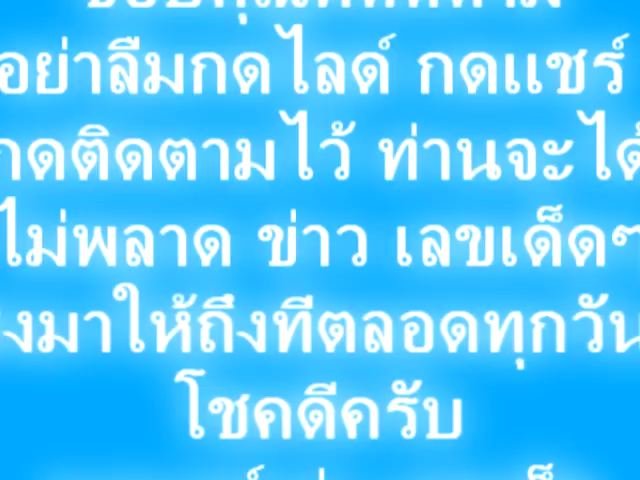 อย่าลืมกดไลด์ กดแชร์
กดติดตามไว้ ท่านจะได้
ไม่พลาด ข่าว เลขเด็ดๆ
งมาให้ถึงทีตลอดทุกวัน
โชคดีครับ